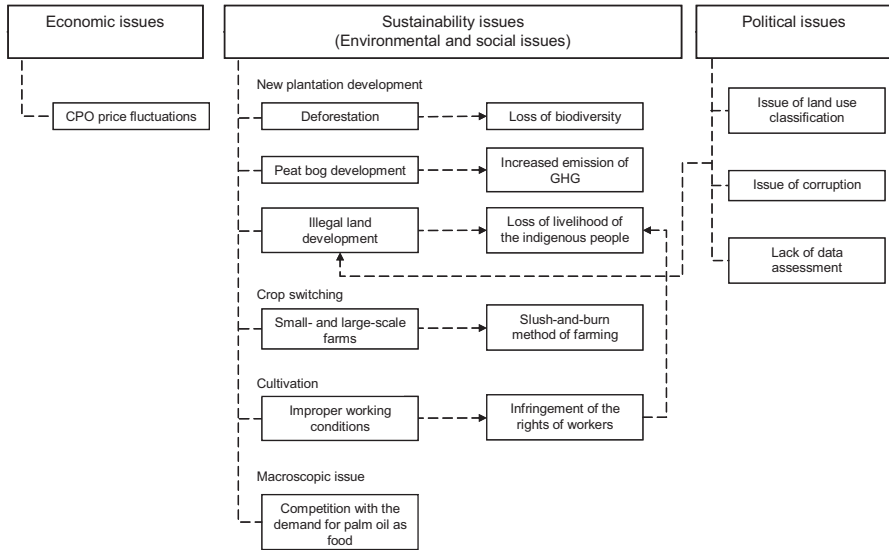 Economic issues
Sustainability issues
(Environmental and social issues)
Political issues
New plantation development
CPO price fluctuations
Deforestation
Loss of biodiversity
Issue of land use
classification
Peat bog development
Increased emission of
GHG
Issue of corruption
Illegal land
development
Loss of livelihood of
the indigenous people
Lack of data
assessment
Crop switching
Small- and large-scale
farms
Slush-and-burn
method of farming
Cultivation
Improper working
conditions
Infringement of the
rights of workers
Macroscopic issue
Competition with the
demand for palm oil as
food